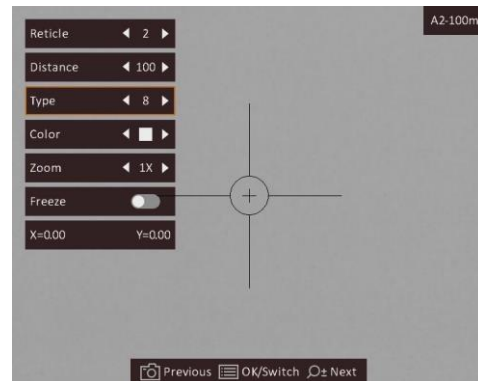 A2-100m
Reticle 2
Distance 100
Type 8
Color
Zoom 1X
Freeze
X=0.00 Y=0.00
Previous OK/Switch Next